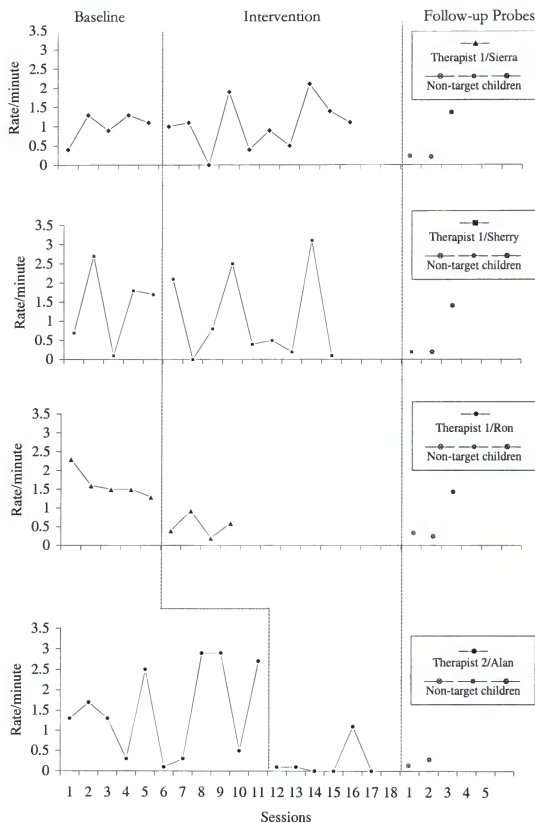 Baseline Intervention Follow-up Probes
3.5
3
2.5
2
1.5
1
0.5
0
Rate/minute
Therapist 1/Sierra
Non-target children
3.5
3
2.5
2
1.5
1
0.5
0
Rate/minute
Therapist 1/Sherry
Non-target children
3.5
3
2.5
2
1.5
1
0.5
0
Rate/minute
Therapist 1/Ron
Non-target children
3.5
3
2.5
2
1.5
1
0.5
0
Rate/minute
Therapist 2/Alan
Non-target children
1 2 3 4 5 6 7 8 9 10 11 12 13 14 15 16 17 18 1 2 3 4 5
Sessions